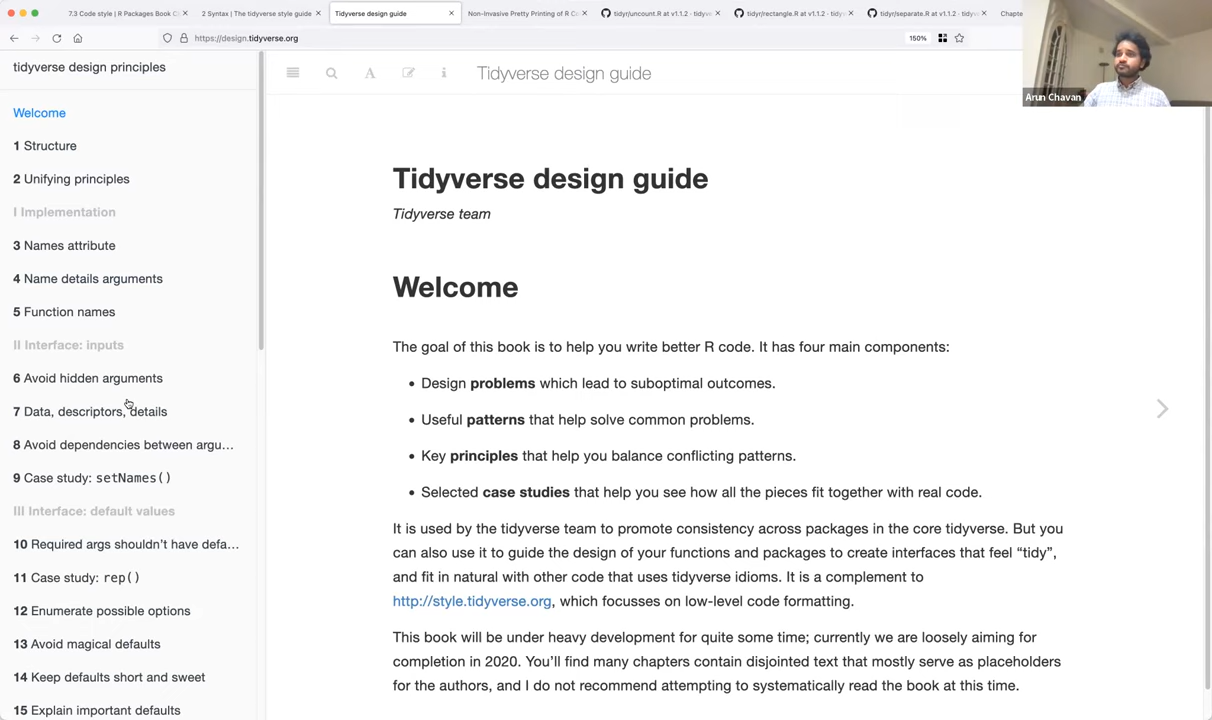 7.3 Code style | R Packages Book C
2 Syntax | The tidyverse style guide
Tidyverse design guide
Non-Invasive Pretty Printing of R C
tidyr/uncount.R at v1.1.2 · tidyve
tidyr/rectangle.R at v1.1.2 · tidyv
tidyr/separate.R at v1.1.2 · tidyv
Chapte
https://design.tidyverse.org
150%
tidyverse design principles
Tidyverse design guide
Arun Chavan
Welcome
1 Structure
2 Unifying principles
I Implementation
3 Names attribute
4 Name details arguments
5 Function names
II Interface: inputs
6 Avoid hidden arguments
7 Data, descriptors, details
8 Avoid dependencies between argu…
9 Case study: setNames()
III Interface: default values
10 Required args shouldn't have defa…
11 Case study: rep()
12 Enumerate possible options
13 Avoid magical defaults
14 Keep defaults short and sweet
15 Explain important defaults
Tidyverse design guide
Tidyverse team
Welcome
The goal of this book is to help you write better R code. It has four main components:
• Design problems which lead to suboptimal outcomes.
• Useful patterns that help solve common problems.
• Key principles that help you balance conflicting patterns.
• Selected case studies that help you see how all the pieces fit together with real code.
It is used by the tidyverse team to promote consistency across packages in the core tidyverse. But you
can also use it to guide the design of your functions and packages to create interfaces that feel “tidy”,
and fit in natural with other code that uses tidyverse idioms. It is a complement to
http://style.tidyverse.org, which focusses on low-level code formatting.
This book will be under heavy development for quite some time; currently we are loosely aiming for
completion in 2020. You'll find many chapters contain disjointed text that mostly serve as placeholders
for the authors, and I do not recommend attempting to systematically read the book at this time.